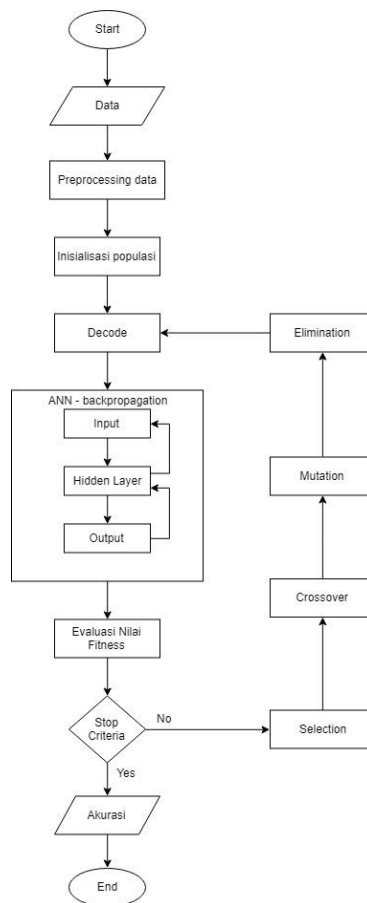 Start
Data
Preprocessing data
Inisialisasi populasi
Decode
Elimination
ANN - backpropagation
Input
Hidden Layer
Output
Mutation
Crossover
Evaluasi Nilai
Fitness
Stop
Criteria
No
Selection
Yes
Akurasi
End